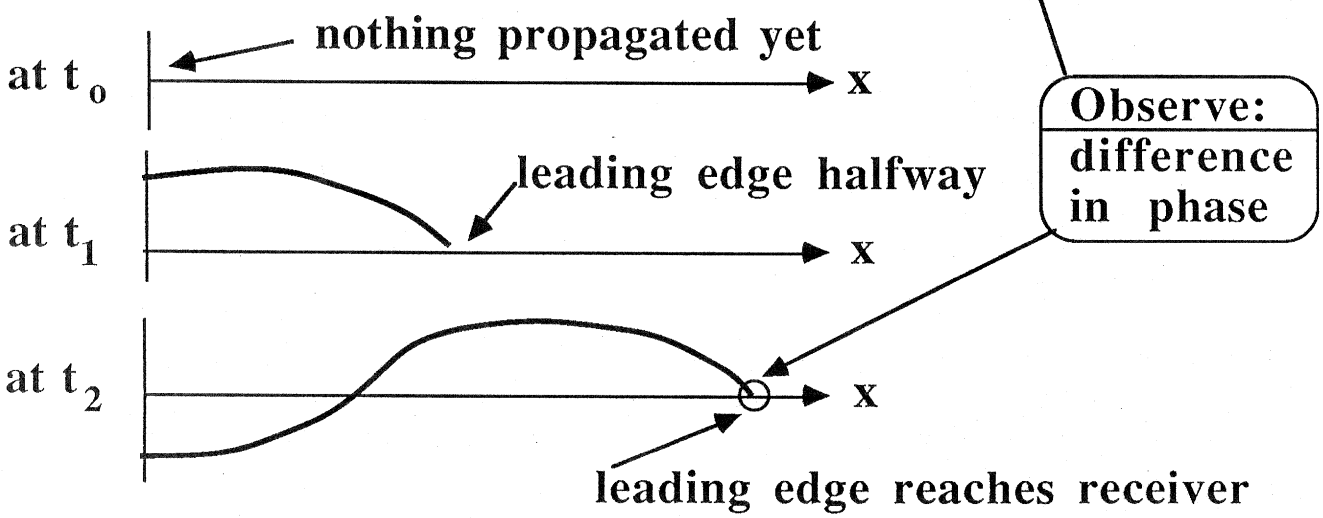 nothing propagated yet
at t0
x
Observe:
difference
in phase
leading edge halfway
at t1
x
at t2
x
leading edge reaches receiver